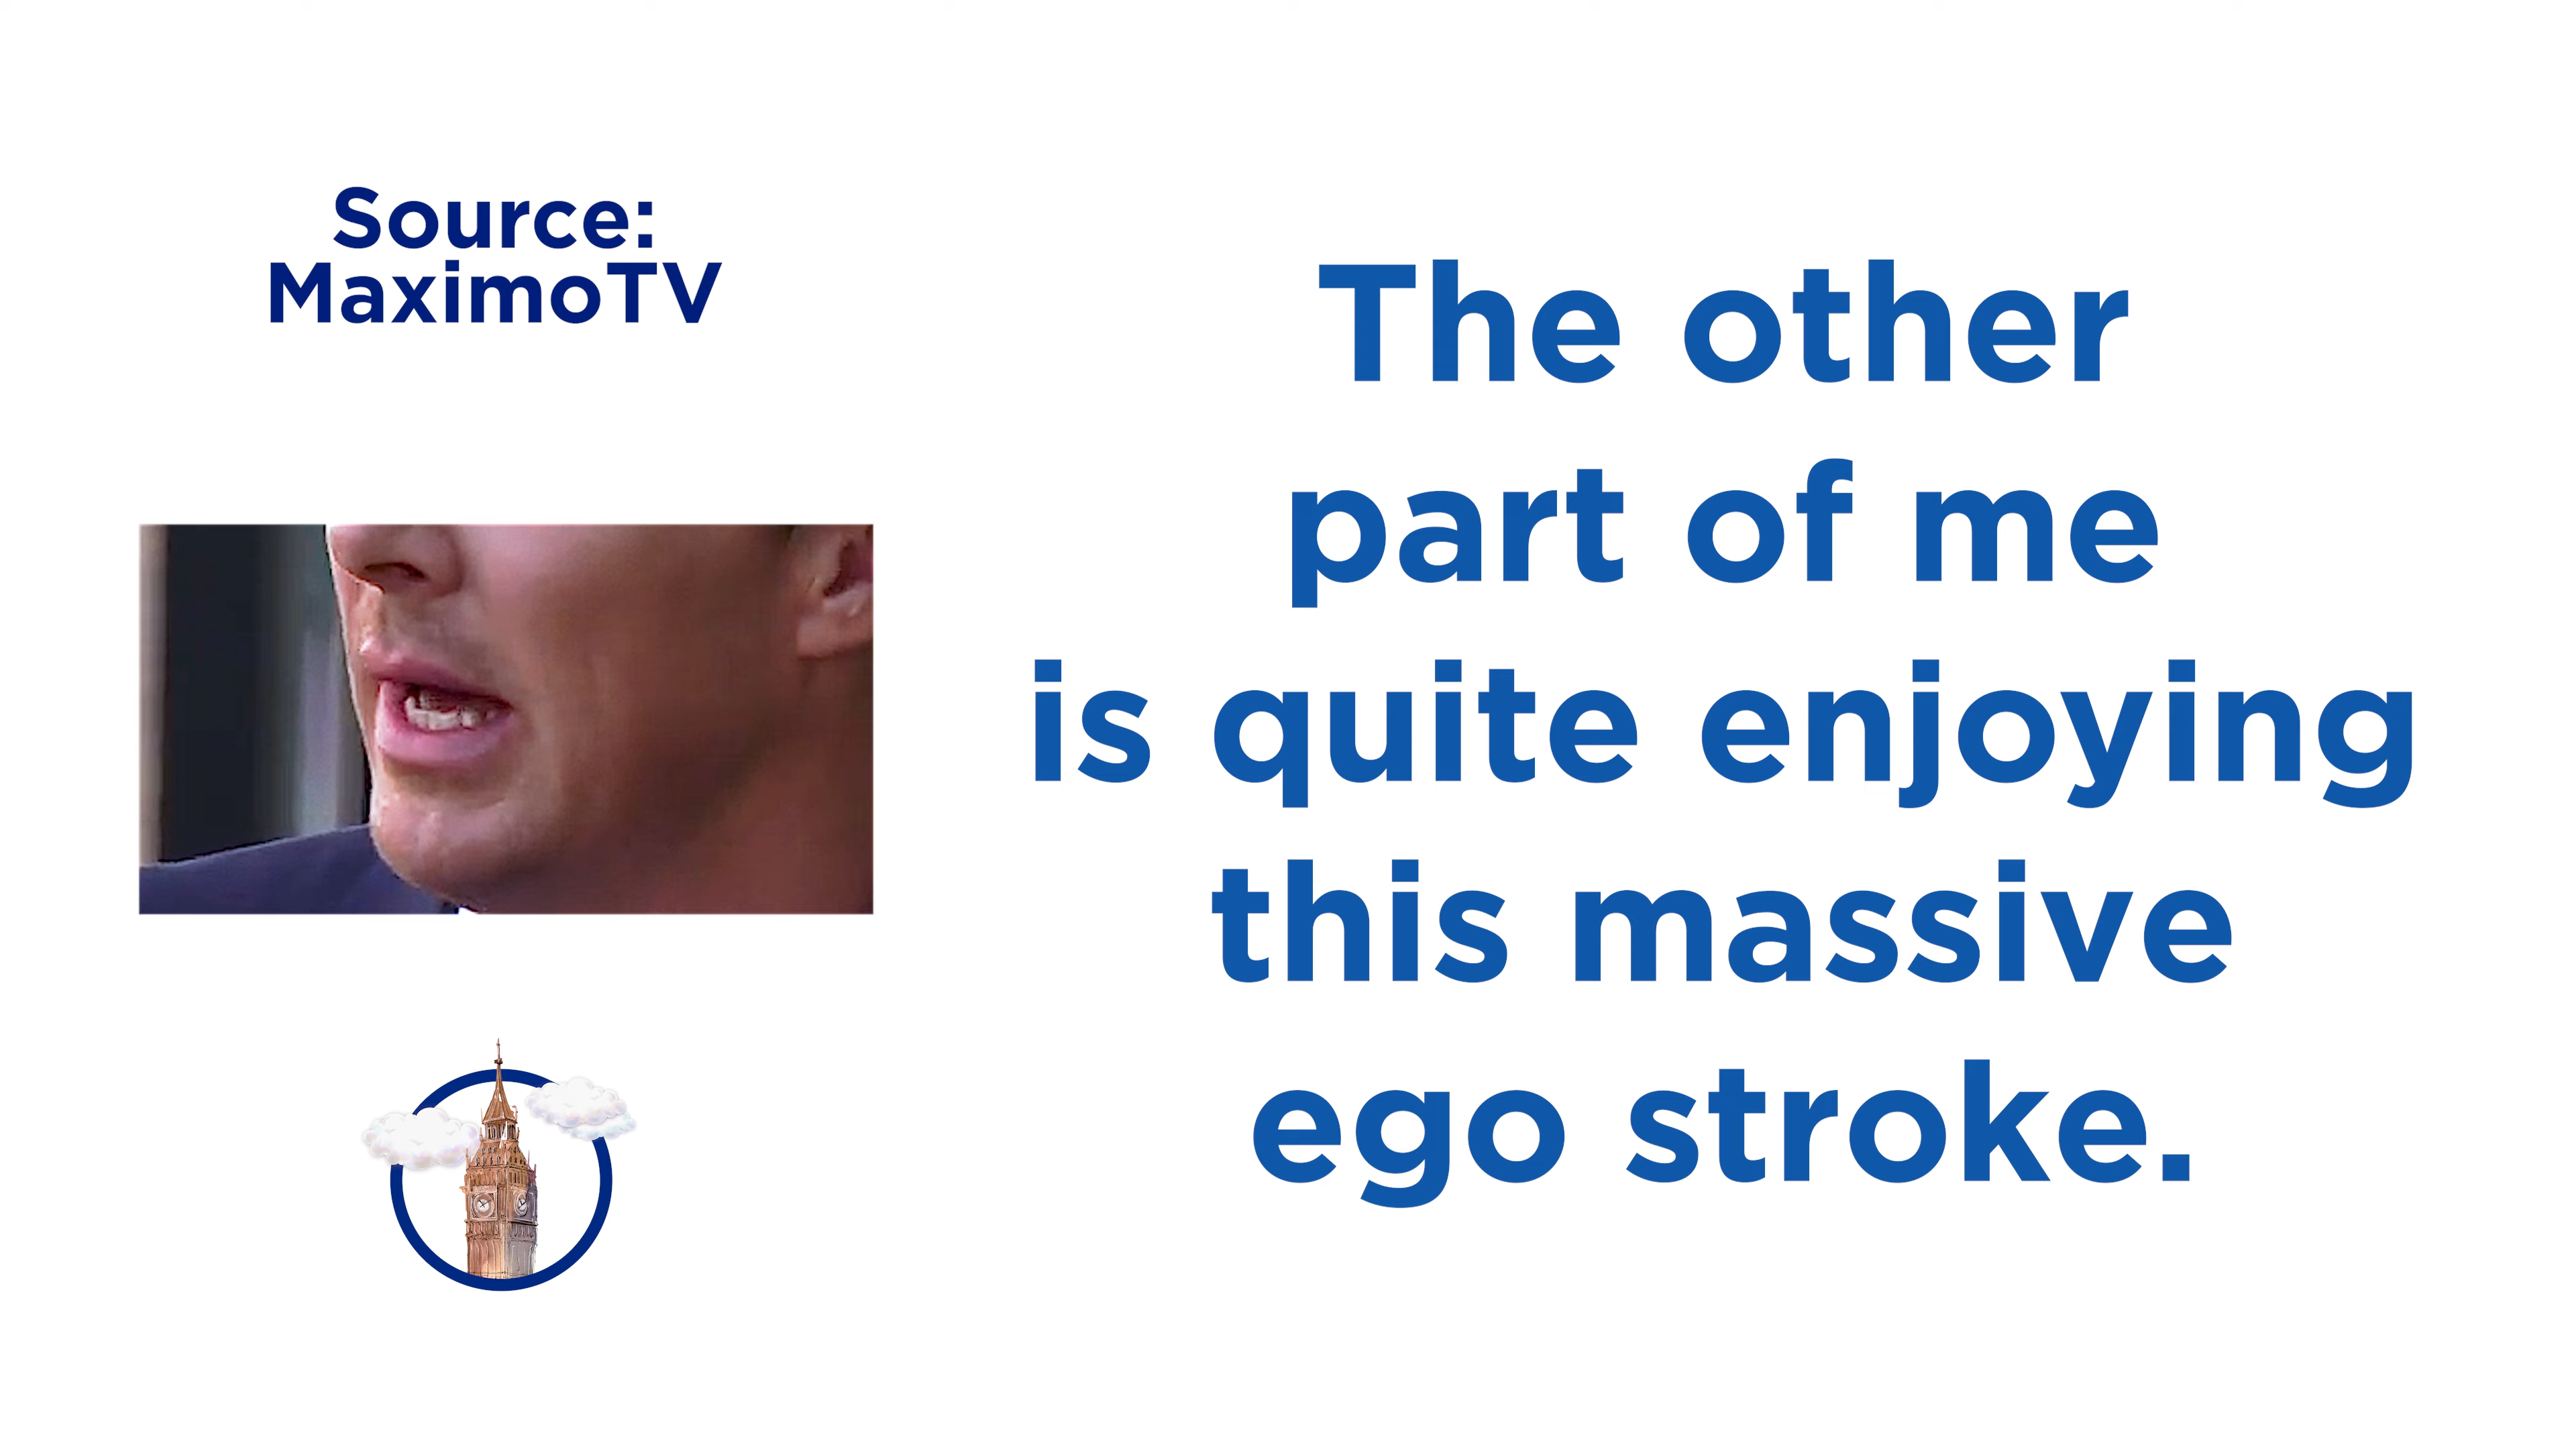 Source:
MaximoTV
The other
part of me
is quite enjoying
this massive
ego stroke.